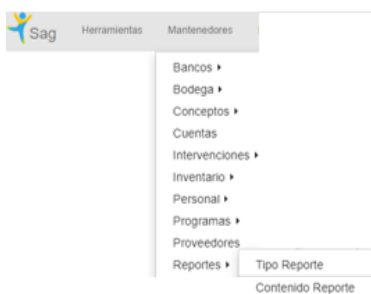 Sag Herramientas Mantenedores
Bancos
Bodega
Conceptos
Cuentas
Intervenciones
Inventario
Personal
Programas
Proveedores
Reportes Tipo Reporte
Contenido Reporte